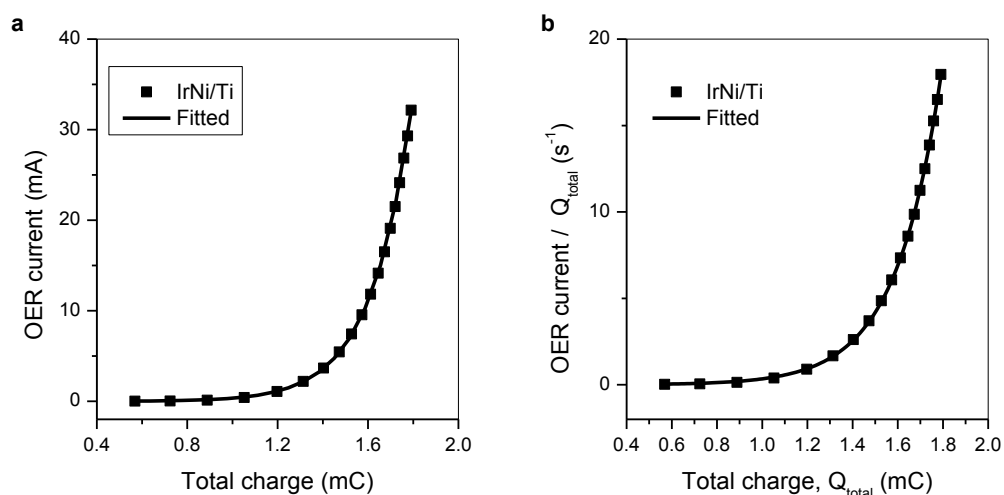 a
40
30
20
10
0
OER current (mA)
IrNi/Ti
Fitted
0.4 0.8 1.2 1.6 2.0
Total charge (mC)
b
20
10
0
OER current / Q_total (s⁻¹)
IrNi/Ti
Fitted
0.4 0.6 0.8 1.0 1.2 1.4 1.6 1.8 2.0
Total charge, Q_total (mC)